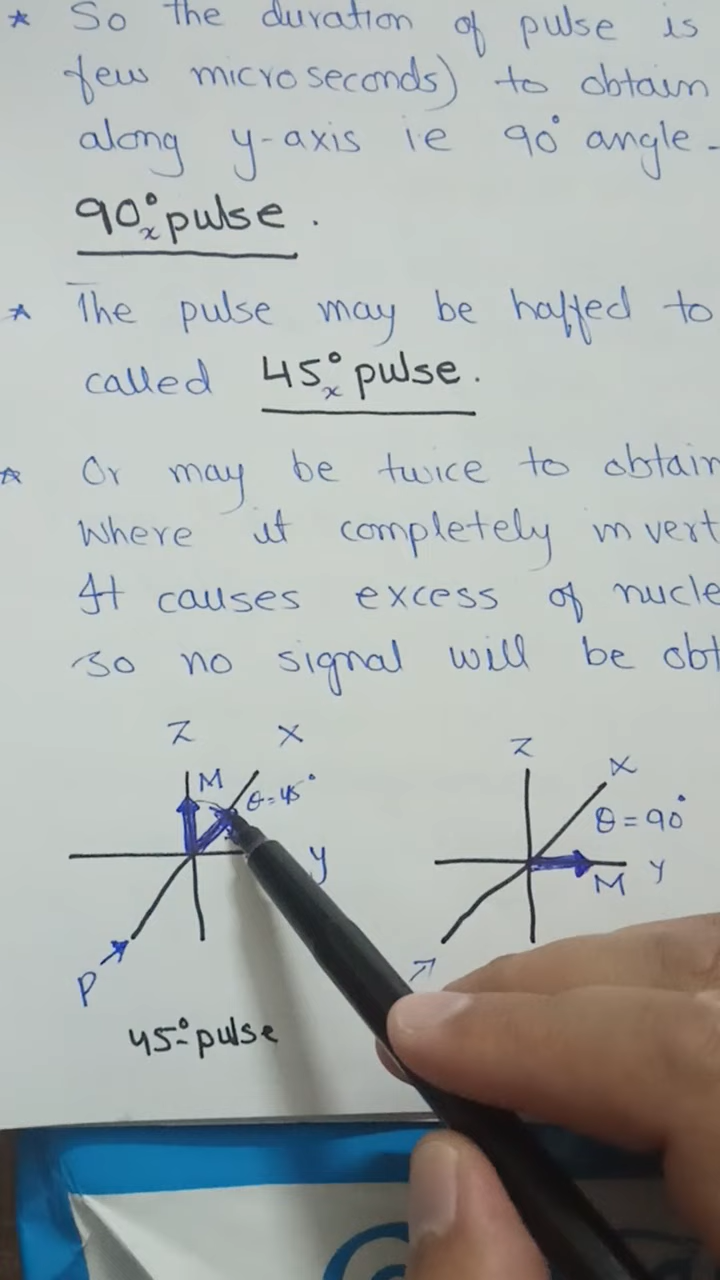 * So the duration of pulse is
few microseconds) to obtain
along y-axis ie 90° angle -
90°x pulse.
* The pulse may be halfed to
called 45°x pulse.
* Or may be twice to obtain
Where it completely invert
It causes excess of nucle
so no signal will be obt
Z X
M θ=45°
y
P
45° pulse
Z X
θ = 90°
M Y